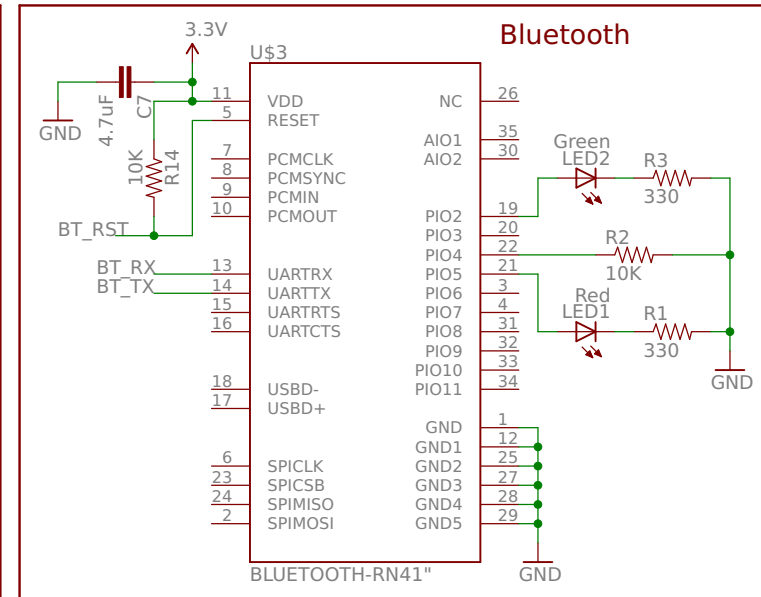 Bluetooth
3.3V
U$3
4.7uF
C7
GND
10K
R14
BT_RST
BT_RX
BT_TX
11 VDD
5 RESET
7 PCMCLK
8 PCMSYNC
9 PCMIN
10 PCMOUT
13 UARTRX
14 UARTTX
15 UARTRTS
16 UARTCTS
18 USBD-
17 USBD+
6 SPICLK
23 SPICSB
24 SPIMISO
2 SPIMOSI
NC 26
AIO1 35
AIO2 30
PIO2 19
PIO3 20
PIO4 22
PIO5 21
PIO6 3
PIO7 4
PIO8 31
PIO9 32
PIO10 33
PIO11 34
GND 1
GND1 12
GND2 25
GND3 27
GND4 28
GND5 29
Green
LED2
R3
330
R2
10K
Red
LED1
R1
330
GND
GND
BLUETOOTH-RN41"